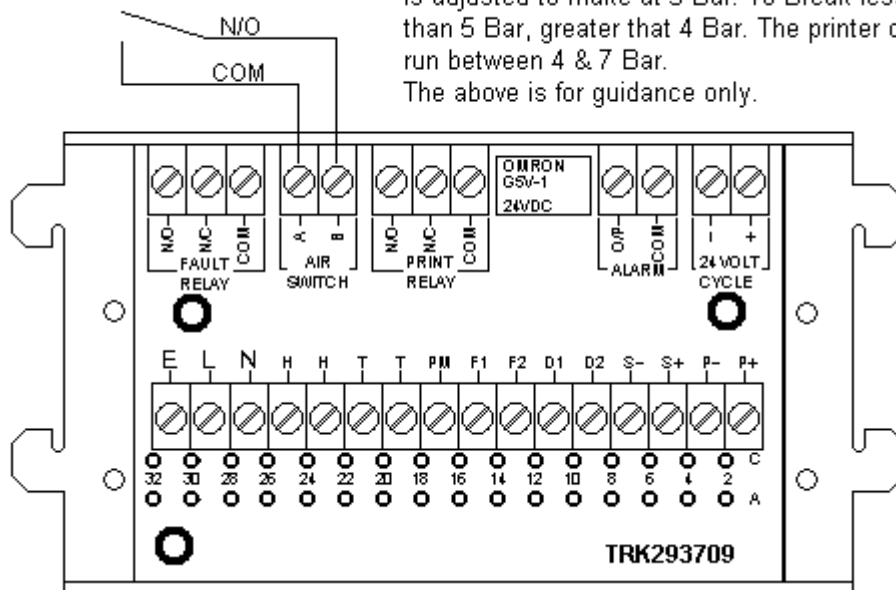 is adjusted to make at 5 Bar. To Break less
than 5 Bar, greater that 4 Bar. The printer
run between 4 & 7 Bar.
The above is for guidance only.
N/O
COM
OMRON
G5V-1
24VDC
N/O N/C COM A B N/O N/C COM O/P COM - +
FAULT RELAY
AIR SWITCH
PRINT RELAY
ALARM
24 VOLT CYCLE
E L N H H T T PM F1 F2 D1 D2 S- S+ P- P+
C
32 30 28 26 24 22 20 18 16 14 12 10 8 6 4 2
A
TRK293709